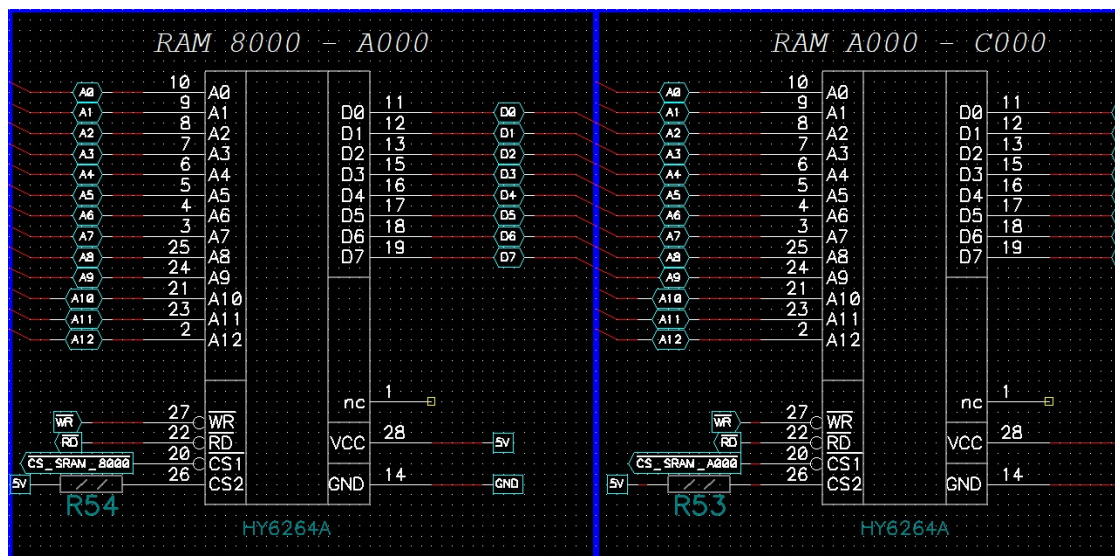 RAM 8000 - A000
10 A0 A0
9 A1 A1
8 A2 A2
7 A3 A3
6 A4 A4
5 A5 A5
4 A6 A6
3 A7 A7
25 A8 A8
24 A9 A9
21 A10 A10
23 A11 A11
2 A12 A12
D0 11 D0
D1 12 D1
D2 13 D2
D3 15 D3
D4 16 D4
D5 17 D5
D6 18 D6
D7 19 D7
nc 1
WR 27 WR
RD 22 RD
CS_SRAM_8000 20 CS1
5V 26 CS2
R54
VCC 28 5V
GND 14 GND
HY6264A
RAM A000 - C000
10 A0 A0
9 A1 A1
8 A2 A2
7 A3 A3
6 A4 A4
5 A5 A5
4 A6 A6
3 A7 A7
25 A8 A8
24 A9 A9
21 A10 A10
23 A11 A11
2 A12 A12
D0 11
D1 12
D2 13
D3 15
D4 16
D5 17
D6 18
D7 19
nc 1
WR 27 WR
RD 22 RD
CS_SRAM_A000 20 CS1
5V 26 CS2
R53
VCC 28
GND 14
HY6264A